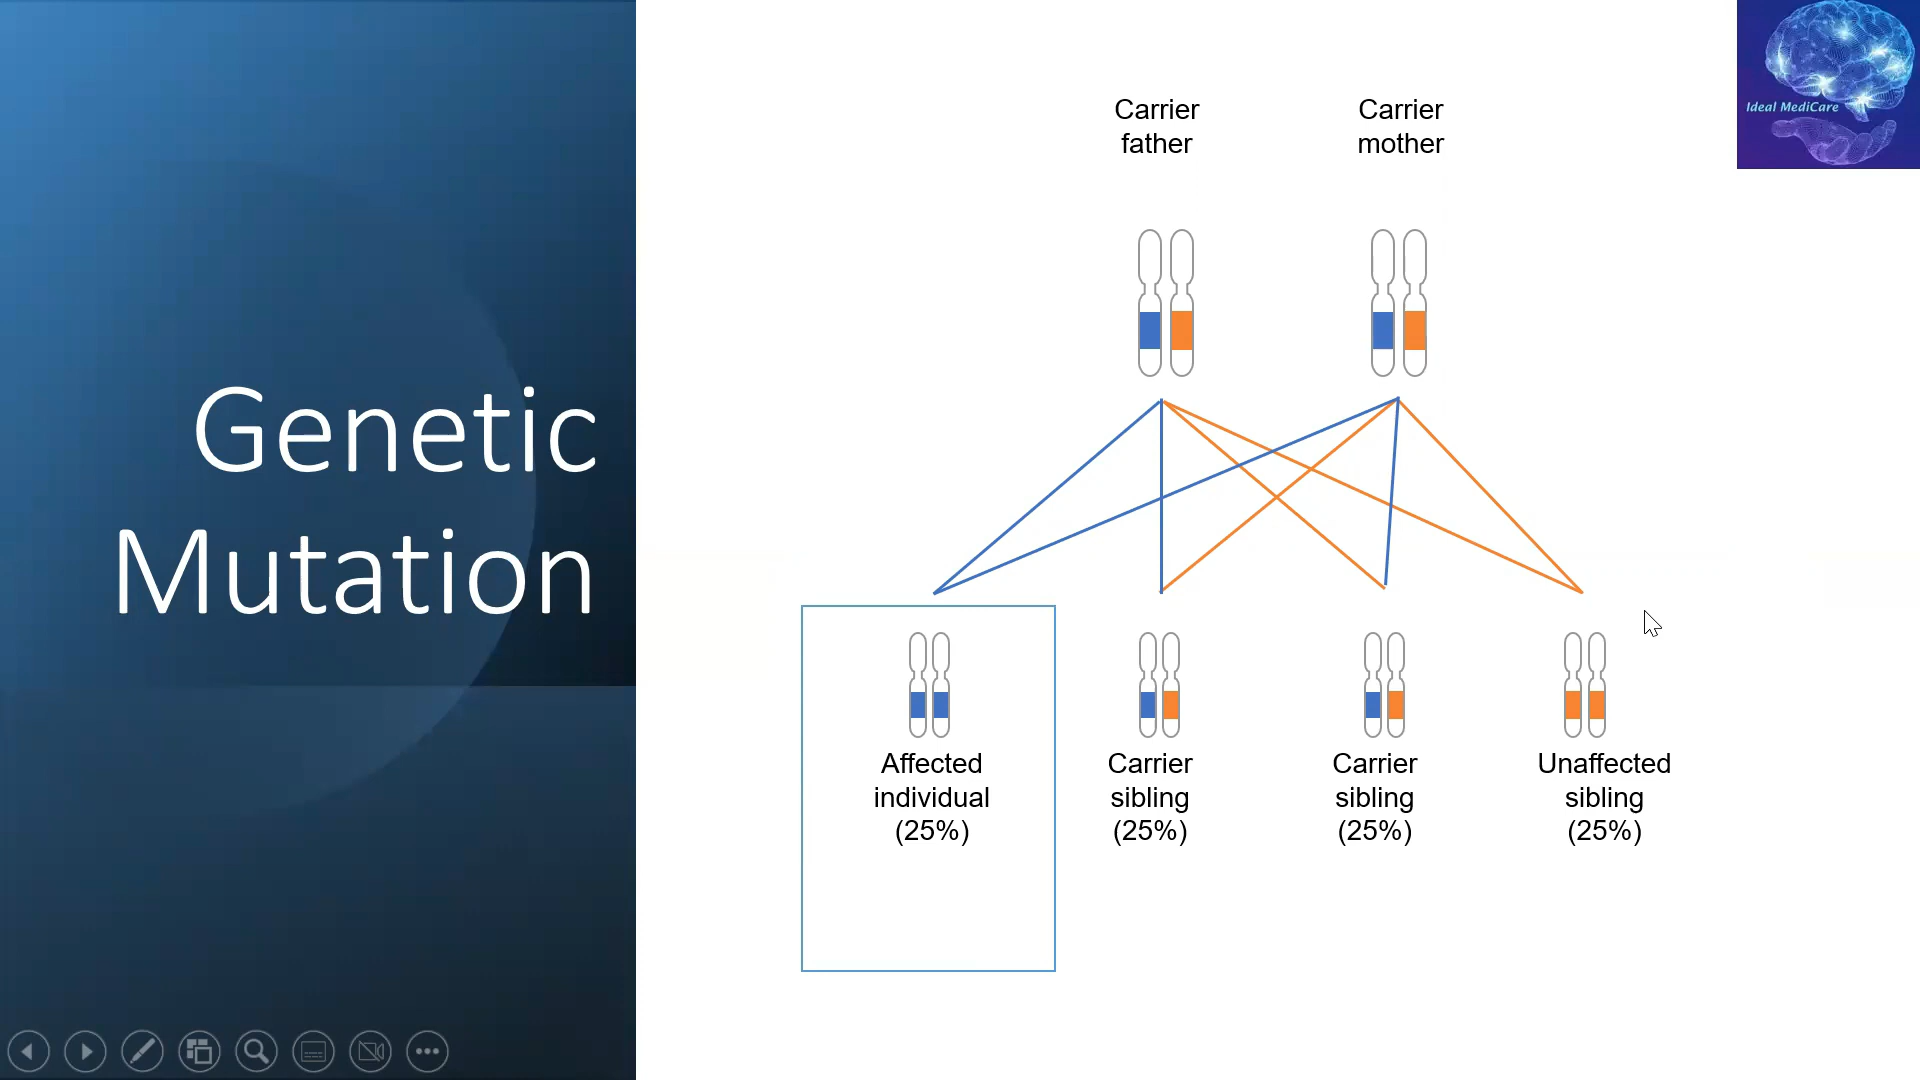 Genetic
Mutation
Carrier
father
Carrier
mother
Ideal MediCare
Affected
individual
(25%)
Carrier
sibling
(25%)
Carrier
sibling
(25%)
Unaffected
sibling
(25%)